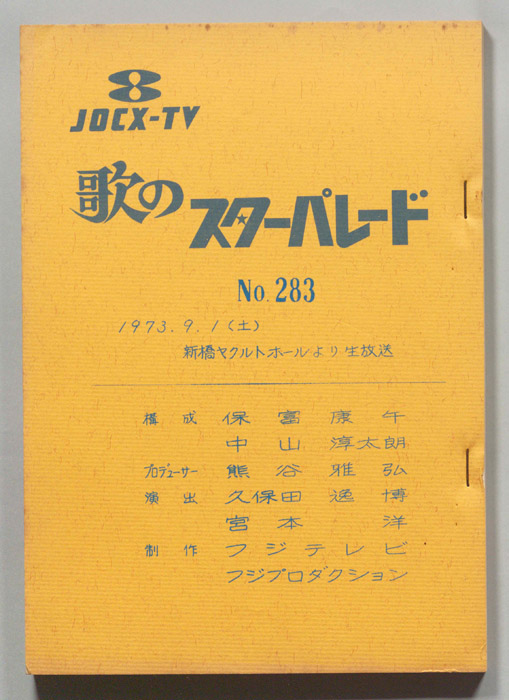 8
JOCX-TV
歌の
スターパレード
No. 283
1973.9.1(土)
新橋ヤクルトホールより生放送
構成 保富康午
中山淳太朗
プロデューサー 熊谷雅弘
演出 久保田逸博
宮本洋
制作 フジテレビ
フジプロダクション